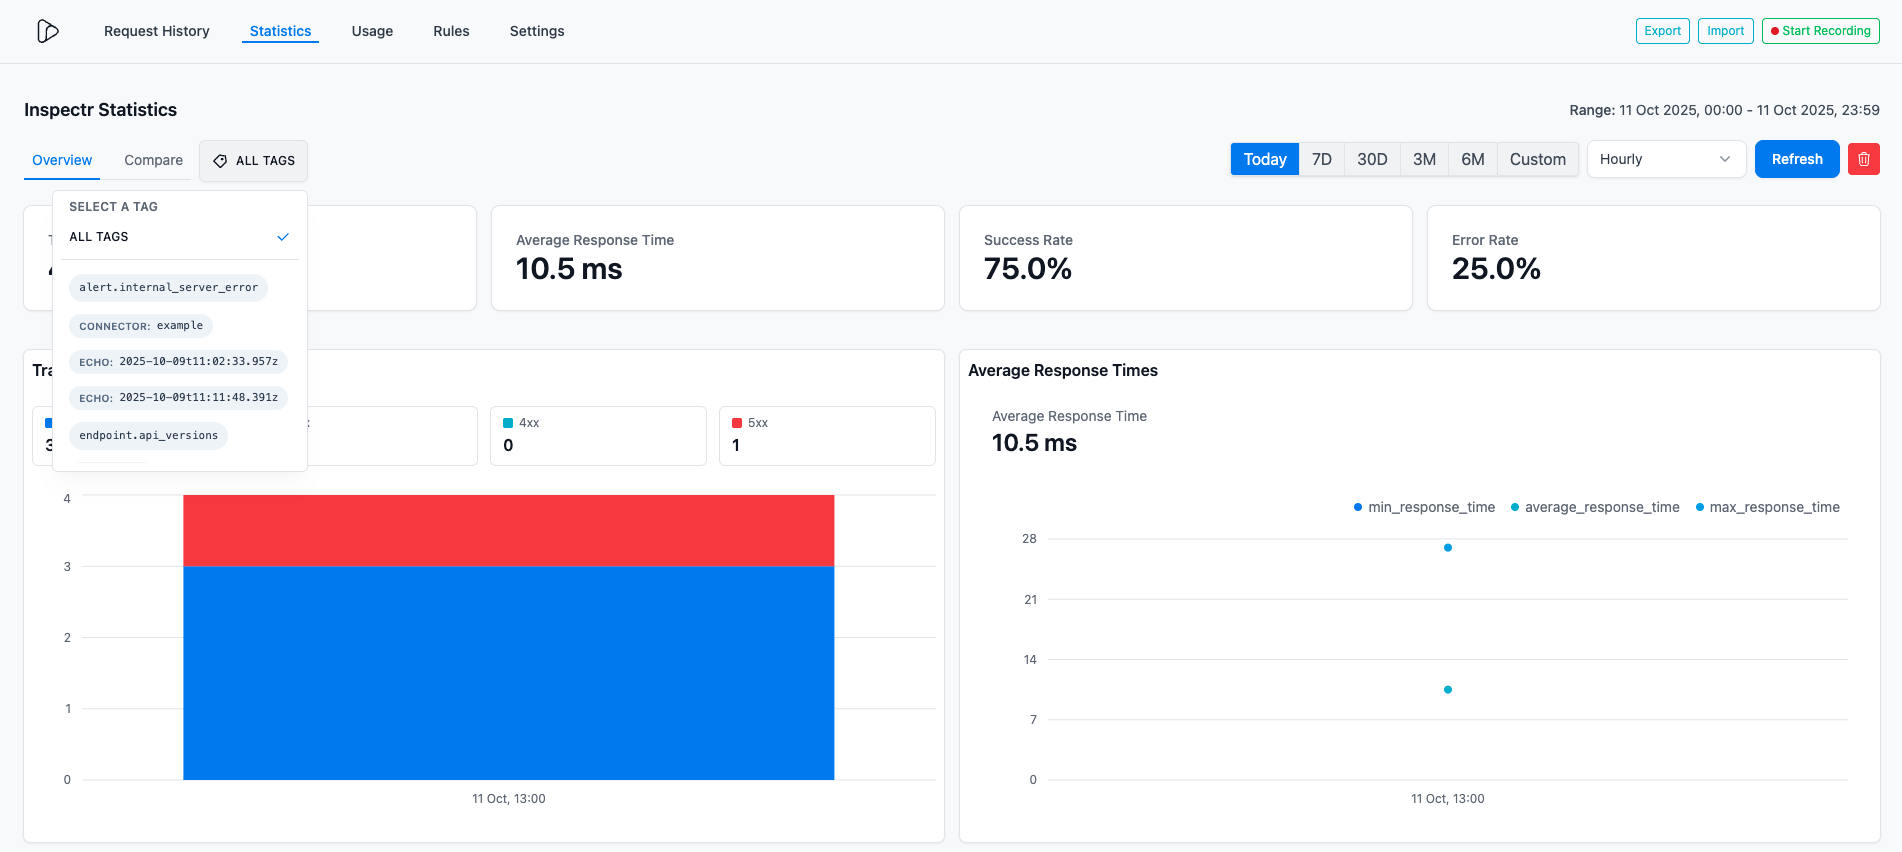 Request History Statistics Usage Rules Settings Export Import Start Recording
Inspectr Statistics
Range: 11 Oct 2025, 00:00 - 11 Oct 2025, 23:59
Overview Compare ALL TAGS Today 7D 30D 3M 6M Custom Hourly Refresh
SELECT A TAG
ALL TAGS
alert.internal_server_error
CONNECTOR: example
ECHO: 2025-10-09t11:02:33.957z
ECHO: 2025-10-09t11:11:48.391z
endpoint.api_versions
Average Response Time
10.5 ms
Success Rate
75.0%
Error Rate
25.0%
4xx
0
5xx
1
4
3
2
1
0
11 Oct, 13:00
Average Response Times
Average Response Time
10.5 ms
min_response_time average_response_time max_response_time
28
21
14
7
0
11 Oct, 13:00